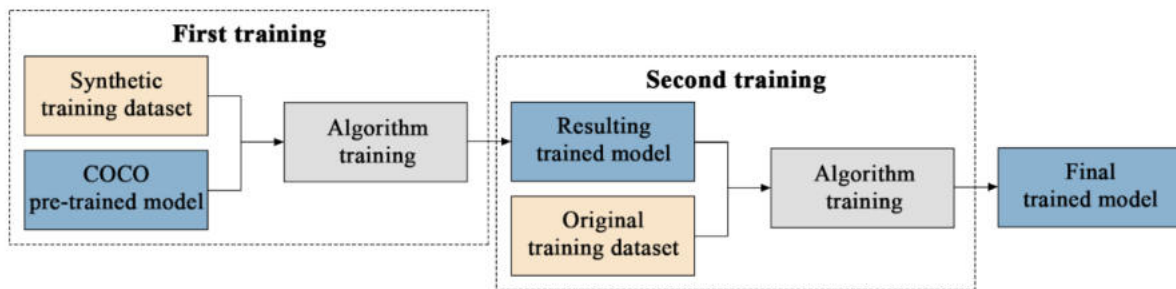 First training
Synthetic
training dataset
COCO
pre-trained model
Algorithm
training
Second training
Resulting
trained model
Original
training dataset
Algorithm
training
Final
trained model